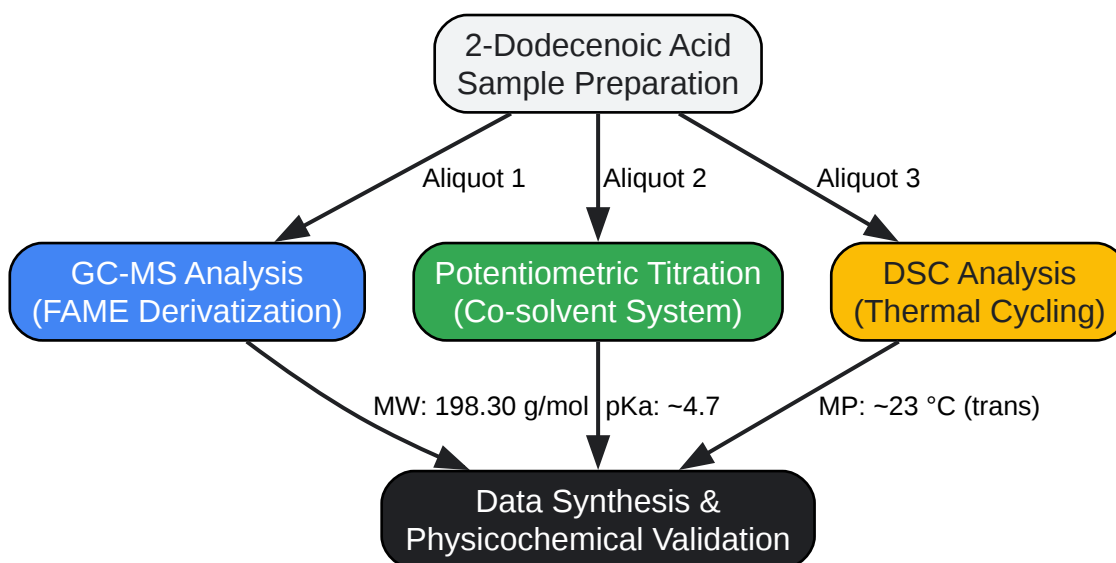 2-Dodecenoic Acid
Sample Preparation
Aliquot 1
Aliquot 2
Aliquot 3
GC-MS Analysis
(FAME Derivatization)
Potentiometric Titration
(Co-solvent System)
DSC Analysis
(Thermal Cycling)
MW: 198.30 g/mol
pKa: ~4.7
MP: ~23 °C (trans)
Data Synthesis &
Physicochemical Validation